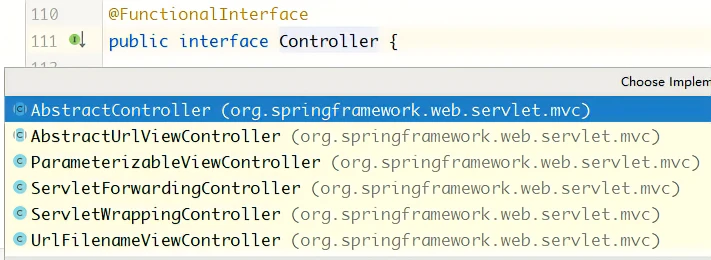 110 @FunctionalInterface
111 public interface Controller {
Choose Implem
AbstractController (org.springframework.web.servlet.mvc)
AbstractUrlViewController (org.springframework.web.servlet.mvc)
ParameterizableViewController (org.springframework.web.servlet.mvc)
ServletForwardingController (org.springframework.web.servlet.mvc)
ServletWrappingController (org.springframework.web.servlet.mvc)
UrlFilenameViewController (org.springframework.web.servlet.mvc)